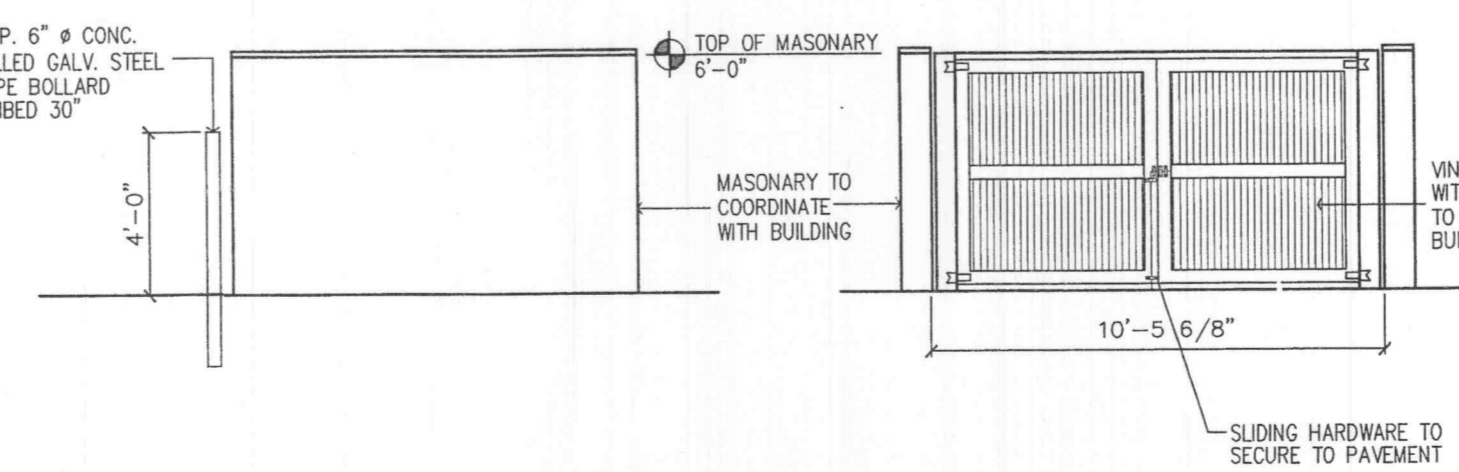 P. 6" ø CONC.
LLED GALV. STEEL
PE BOLLARD
BED 30"
4'-0"
TOP OF MASONARY
6'-0"
MASONARY TO
COORDINATE
WITH BUILDING
VIN
WIT
TO
BUI
10'-5 6/8"
SLIDING HARDWARE TO
SECURE TO PAVEMENT